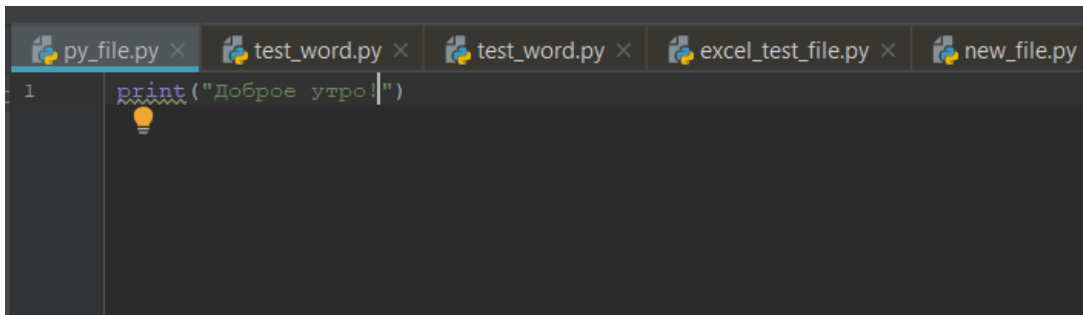 py_file.py test_word.py test_word.py excel_test_file.py new_file.py
1 print("Доброе утро!")